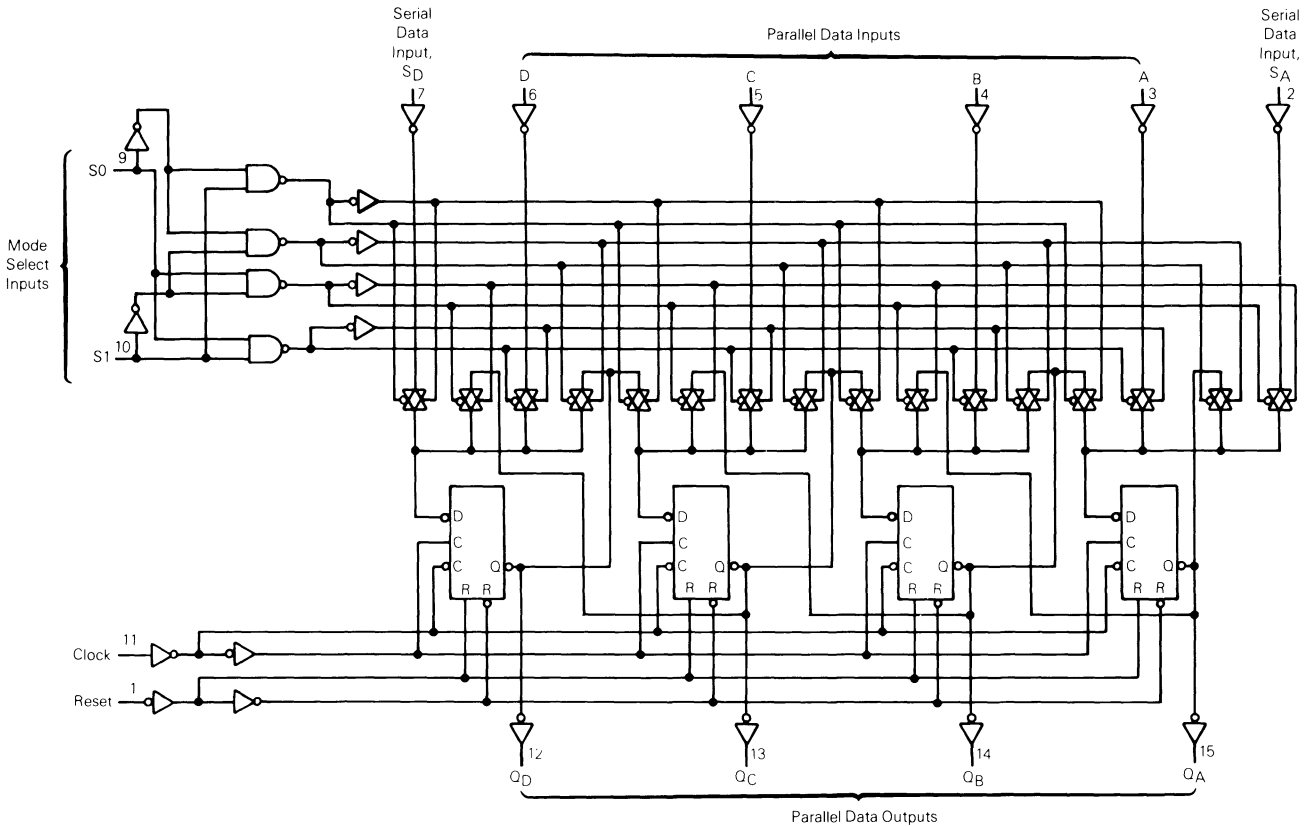 Serial
Data
Input,
SD
7
Parallel Data Inputs
D
6
C
5
B
4
A
3
Serial
Data
Input,
SA
2
Mode
Select
Inputs
9
S0
10
S1
D
C
C
Q
R R
D
C
C
Q
R R
D
C
C
Q
R R
D
C
C
Q
R R
Clock
11
Reset
1
12
QD
13
QC
14
QB
15
QA
Parallel Data Outputs